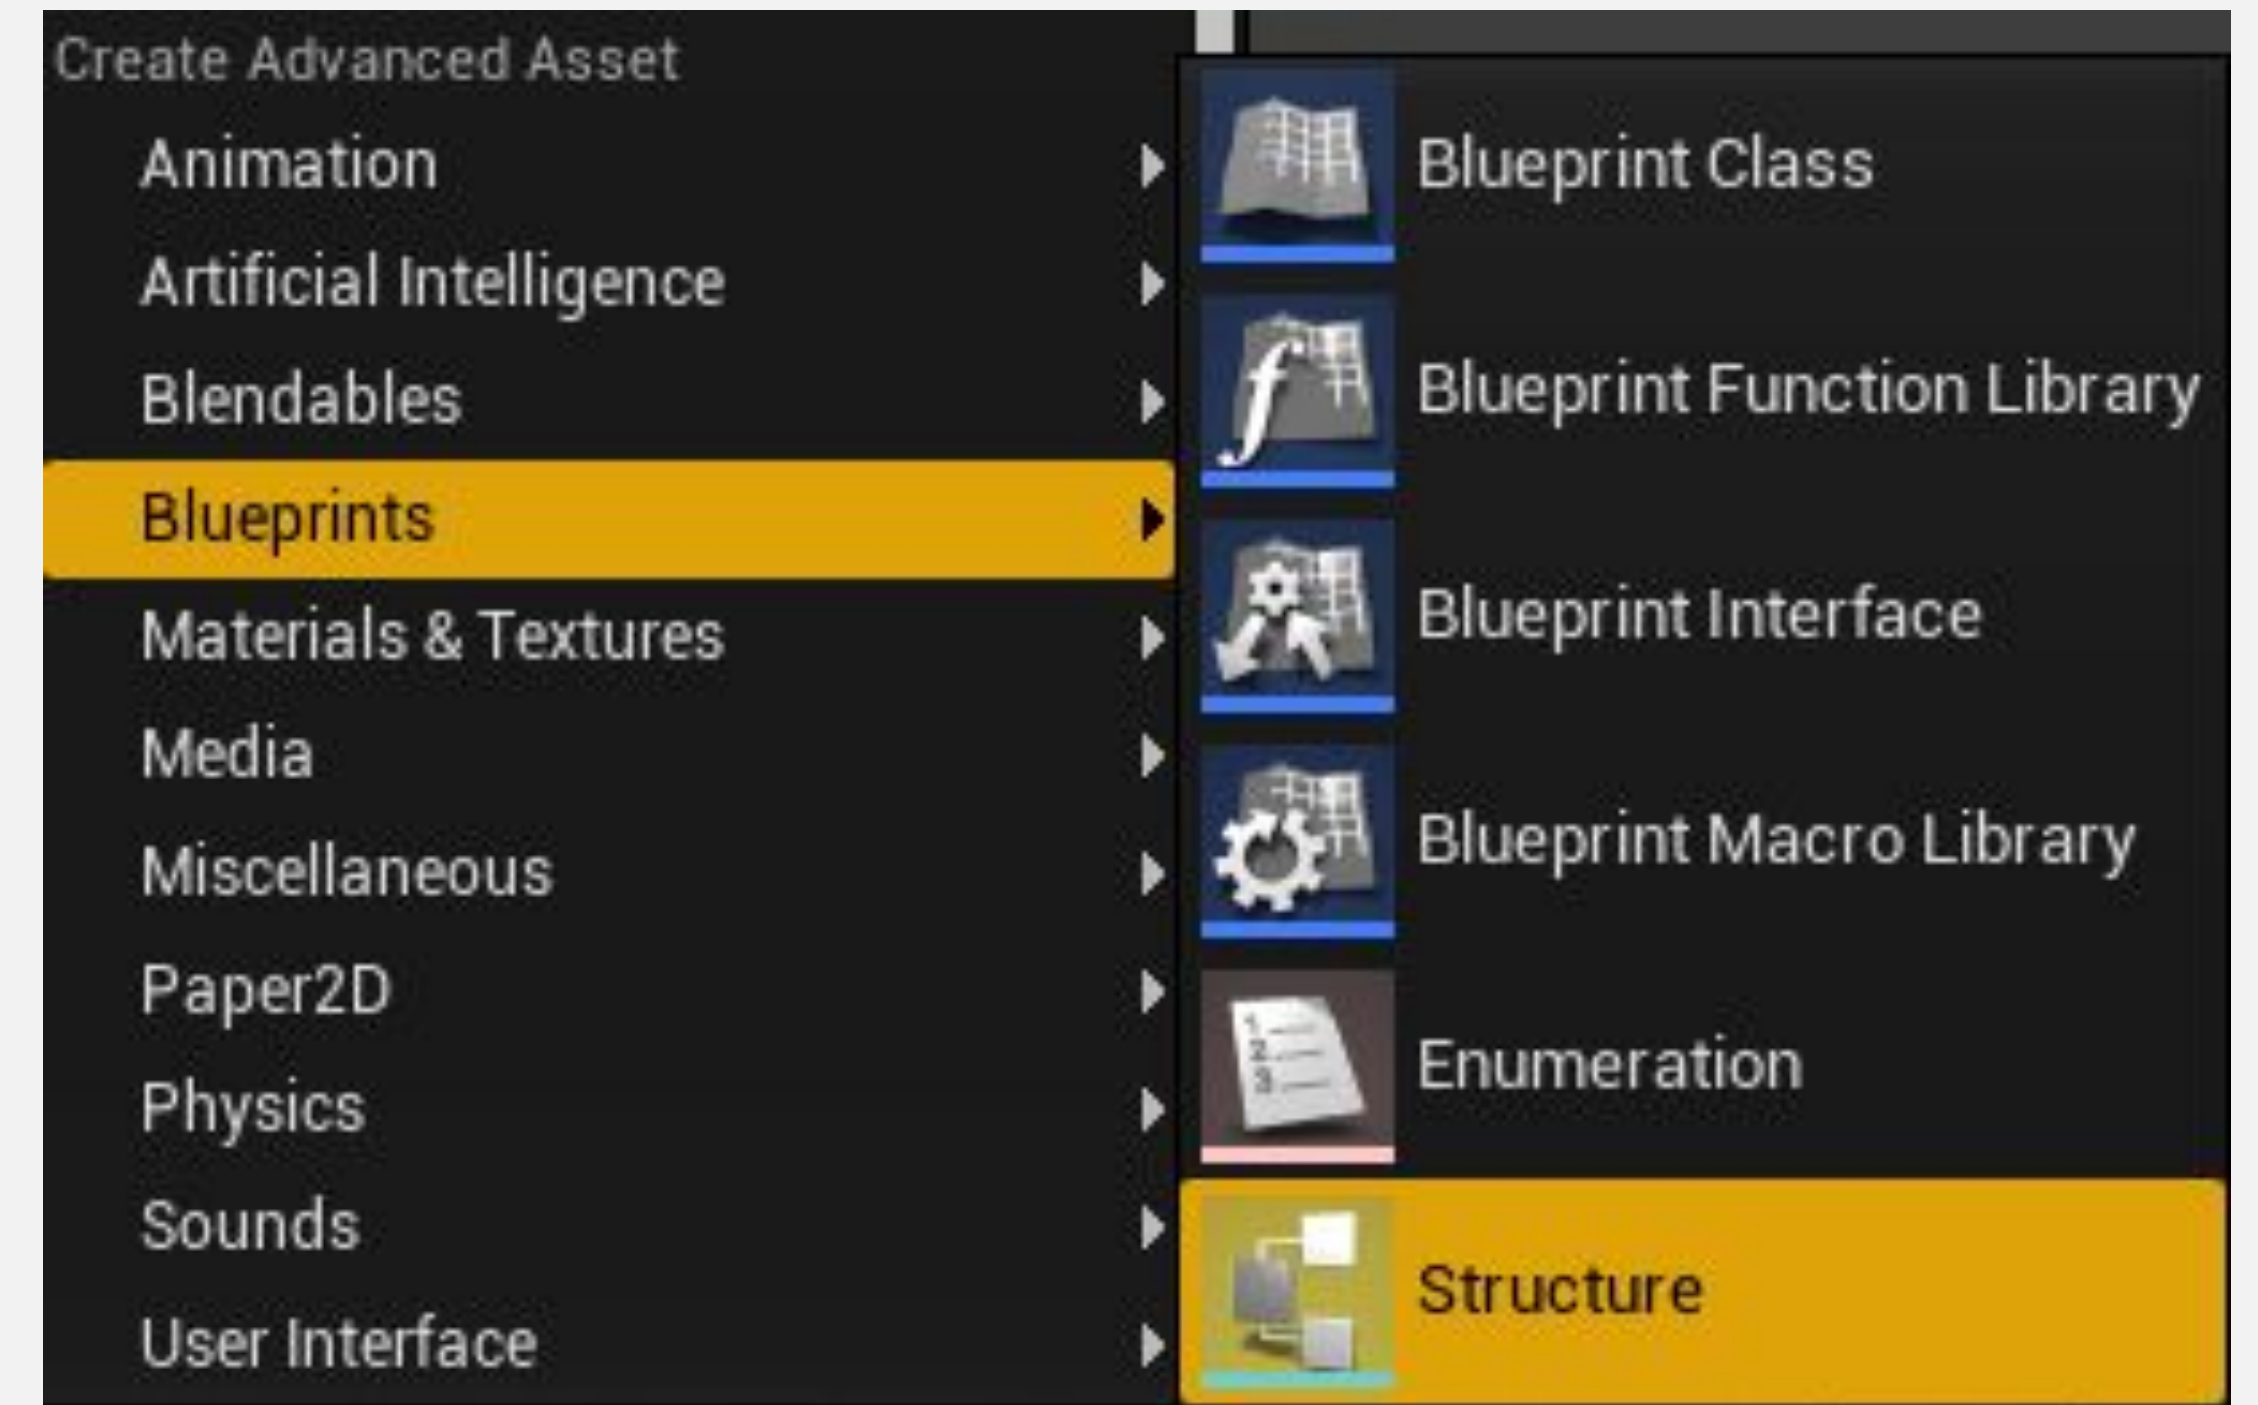 Create Advanced Asset
Animation
Artificial Intelligence
Blendables
Blueprints
Materials & Textures
Media
Miscellaneous
Paper2D
Physics
Sounds
User Interface
Blueprint Class
Blueprint Function Library
Blueprint Interface
Blueprint Macro Library
Enumeration
Structure